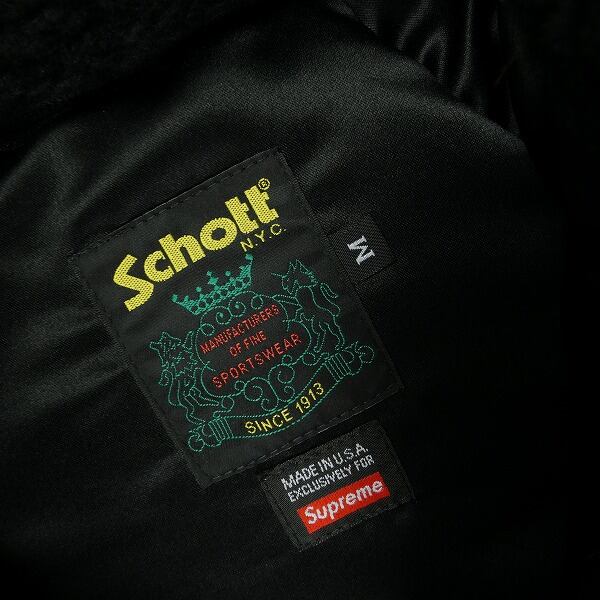 Schott®
N.Y.C.
M
MANUFACTURERS
OF FINE
SPORTSWEAR
SINCE 1913
MADE IN U.S.A.
EXCLUSIVELY FOR
Supreme